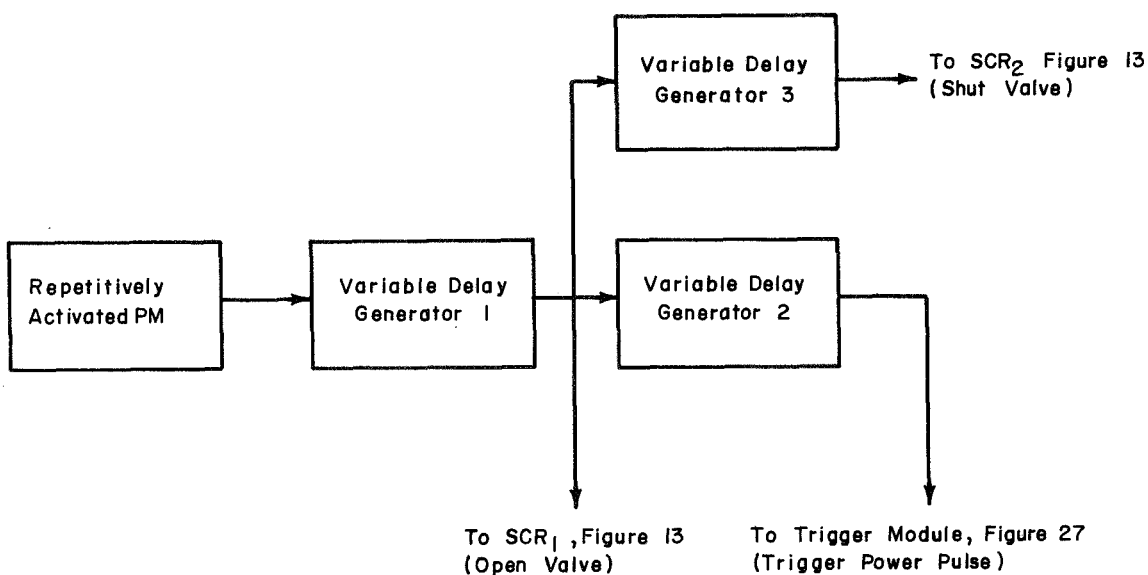 Variable Delay
Generator 3
To SCR2 Figure 13
(Shut Valve)
Repetitively
Activated PM
Variable Delay
Generator 1
Variable Delay
Generator 2
To SCR1 , Figure 13
(Open Valve)
To Trigger Module, Figure 27
(Trigger Power Pulse)